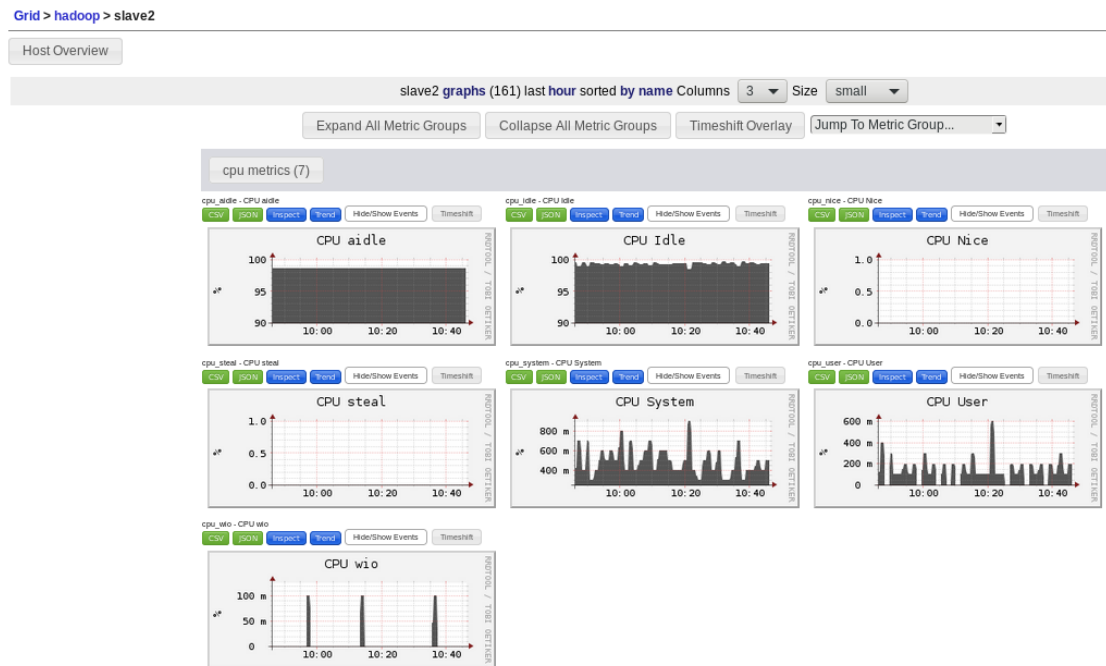 Grid > hadoop > slave2
Host Overview
slave2 graphs (161) last hour sorted by name Columns 3 Size small
Expand All Metric Groups Collapse All Metric Groups Timeshift Overlay Jump To Metric Group...
cpu metrics (7)
cpu_aidle - CPU aidle
CSV JSON Inspect Trend Hide/Show Events Timeshift
CPU aidle
100
95
90
%
10:00 10:20 10:40
RRDTOOL / TOBI OETIKER
cpu_idle - CPU Idle
CSV JSON Inspect Trend Hide/Show Events Timeshift
CPU Idle
100
95
90
%
10:00 10:20 10:40
RRDTOOL / TOBI OETIKER
cpu_nice - CPU Nice
CSV JSON Inspect Trend Hide/Show Events Timeshift
CPU Nice
1.0
0.5
0.0
%
10:00 10:20 10:40
RRDTOOL / TOBI OETIKER
cpu_steal - CPU steal
CSV JSON Inspect Trend Hide/Show Events Timeshift
CPU steal
1.0
0.5
0.0
%
10:00 10:20 10:40
RRDTOOL / TOBI OETIKER
cpu_system - CPU System
CSV JSON Inspect Trend Hide/Show Events Timeshift
CPU System
800 m
600 m
400 m
%
10:00 10:20 10:40
RRDTOOL / TOBI OETIKER
cpu_user - CPU User
CSV JSON Inspect Trend Hide/Show Events Timeshift
CPU User
600 m
400 m
200 m
0
%
10:00 10:20 10:40
RRDTOOL / TOBI OETIKER
cpu_wio - CPU wio
CSV JSON Inspect Trend Hide/Show Events Timeshift
CPU wio
100 m
50 m
0
%
10:00 10:20 10:40
RRDTOOL / TOBI OETIKER